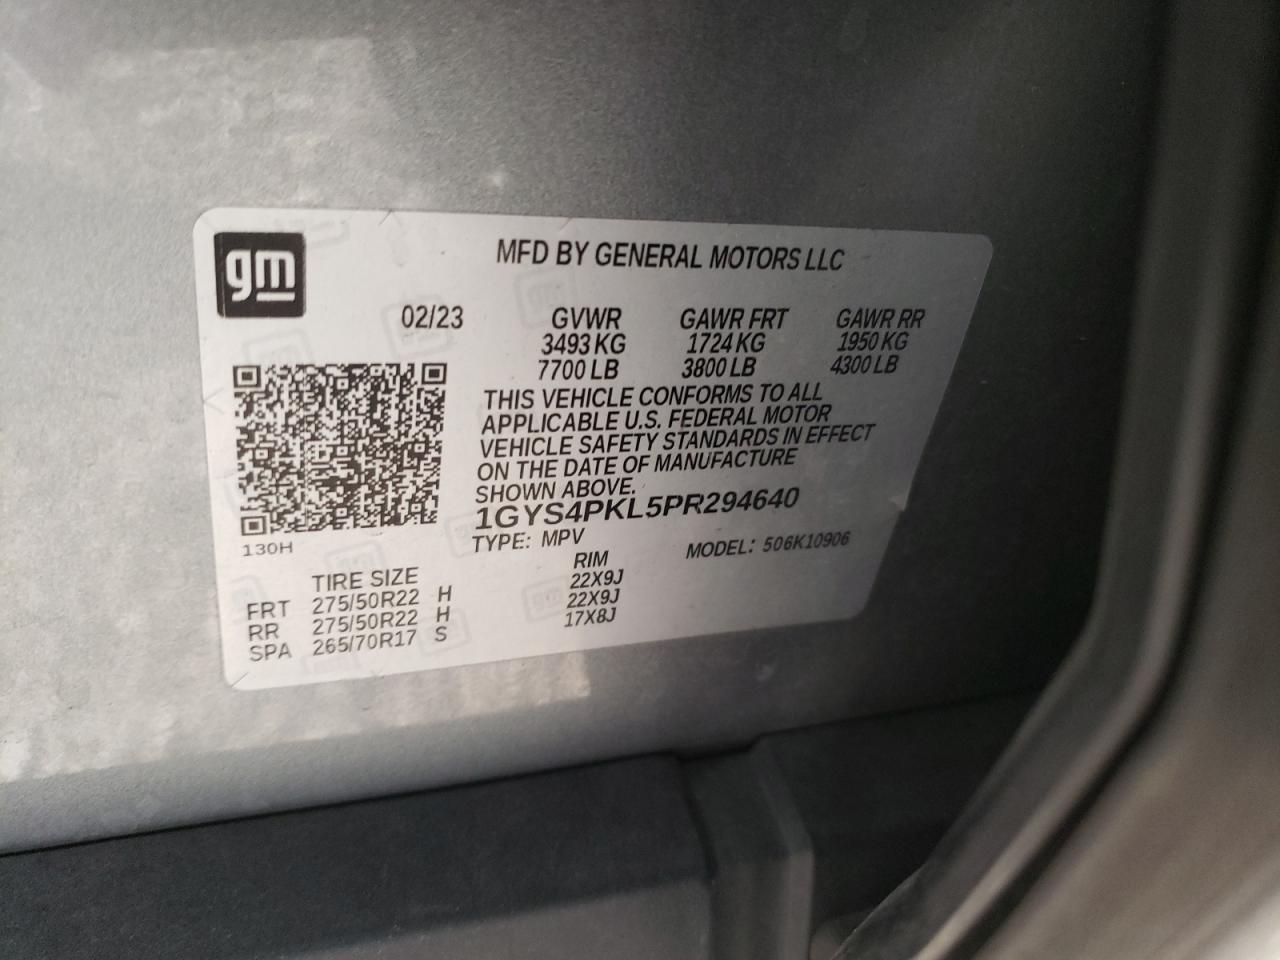 gm
MFD BY GENERAL MOTORS LLC
02/23 GVWR GAWR FRT GAWR RR
3493 KG 1724 KG 1950 KG
7700 LB 3800 LB 4300 LB
THIS VEHICLE CONFORMS TO ALL
APPLICABLE U.S. FEDERAL MOTOR
VEHICLE SAFETY STANDARDS IN EFFECT
ON THE DATE OF MANUFACTURE
SHOWN ABOVE.
1GYS4PKL5PR294640
130H
TYPE: MPV MODEL: 506K10906
TIRE SIZE RIM
FRT 275/50R22 H 22X9J
RR 275/50R22 H 22X9J
SPA 265/70R17 S 17X8J